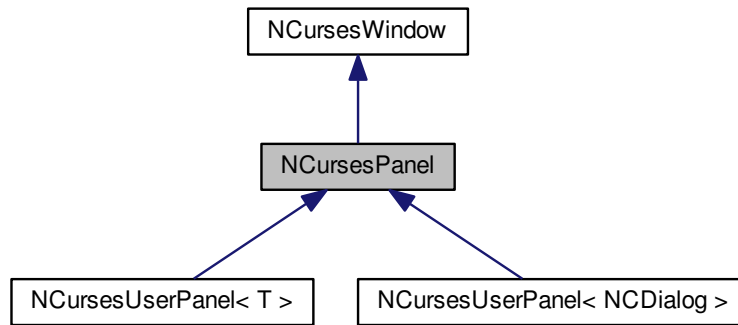 NCursesWindow
NCursesPanel
NCursesUserPanel< T >
NCursesUserPanel< NCDialog >